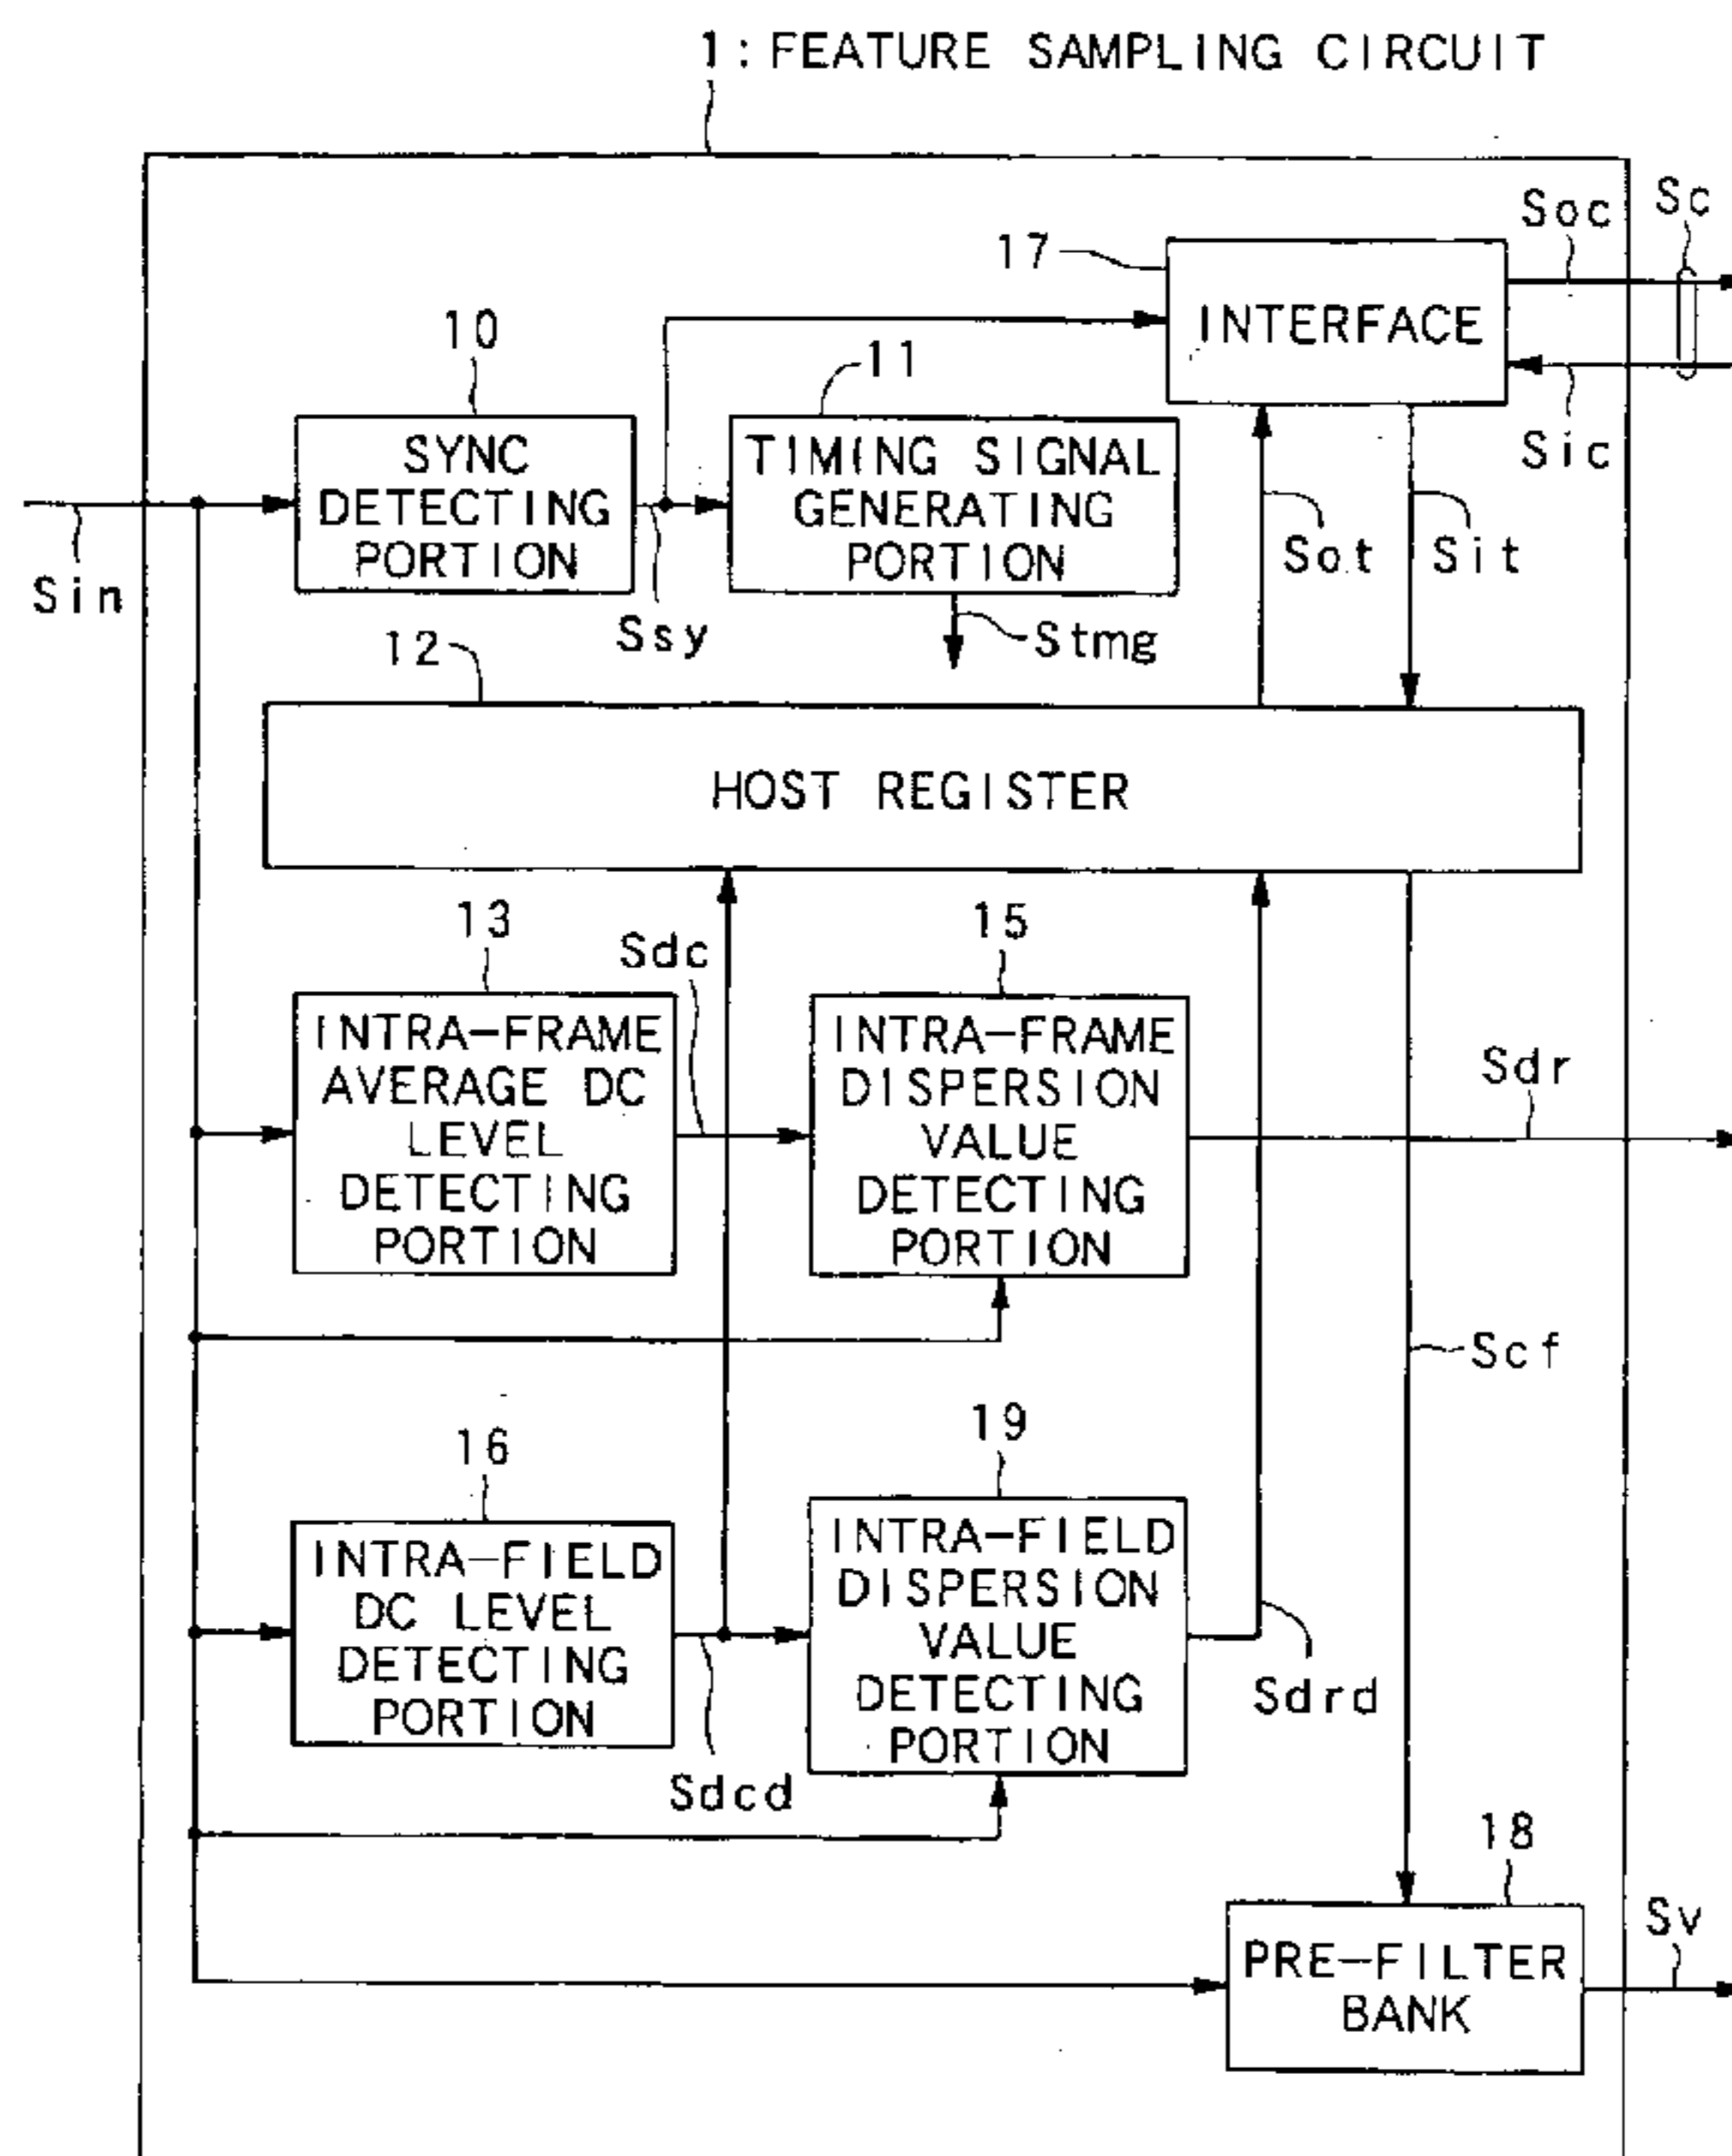 1: FEATURE SAMPLING CIRCUIT
Soc
Sc
17
INTERFACE
10
11
SYNC
DETECTING
PORTION
TIMING SIGNAL
GENERATING
PORTION
Sic
Sin
Ssy
Sot
Sit
Stmg
12
HOST REGISTER
13
Sdc
15
INTRA-FRAME
AVERAGE DC
LEVEL
DETECTING
PORTION
INTRA-FRAME
DISPERSION
VALUE
DETECTING
PORTION
Sdr
Scf
16
19
INTRA-FIELD
DC LEVEL
DETECTING
PORTION
INTRA-FIELD
DISPERSION
VALUE
DETECTING
PORTION
Sdrd
Sdcd
18
PRE-FILTER
BANK
Sv